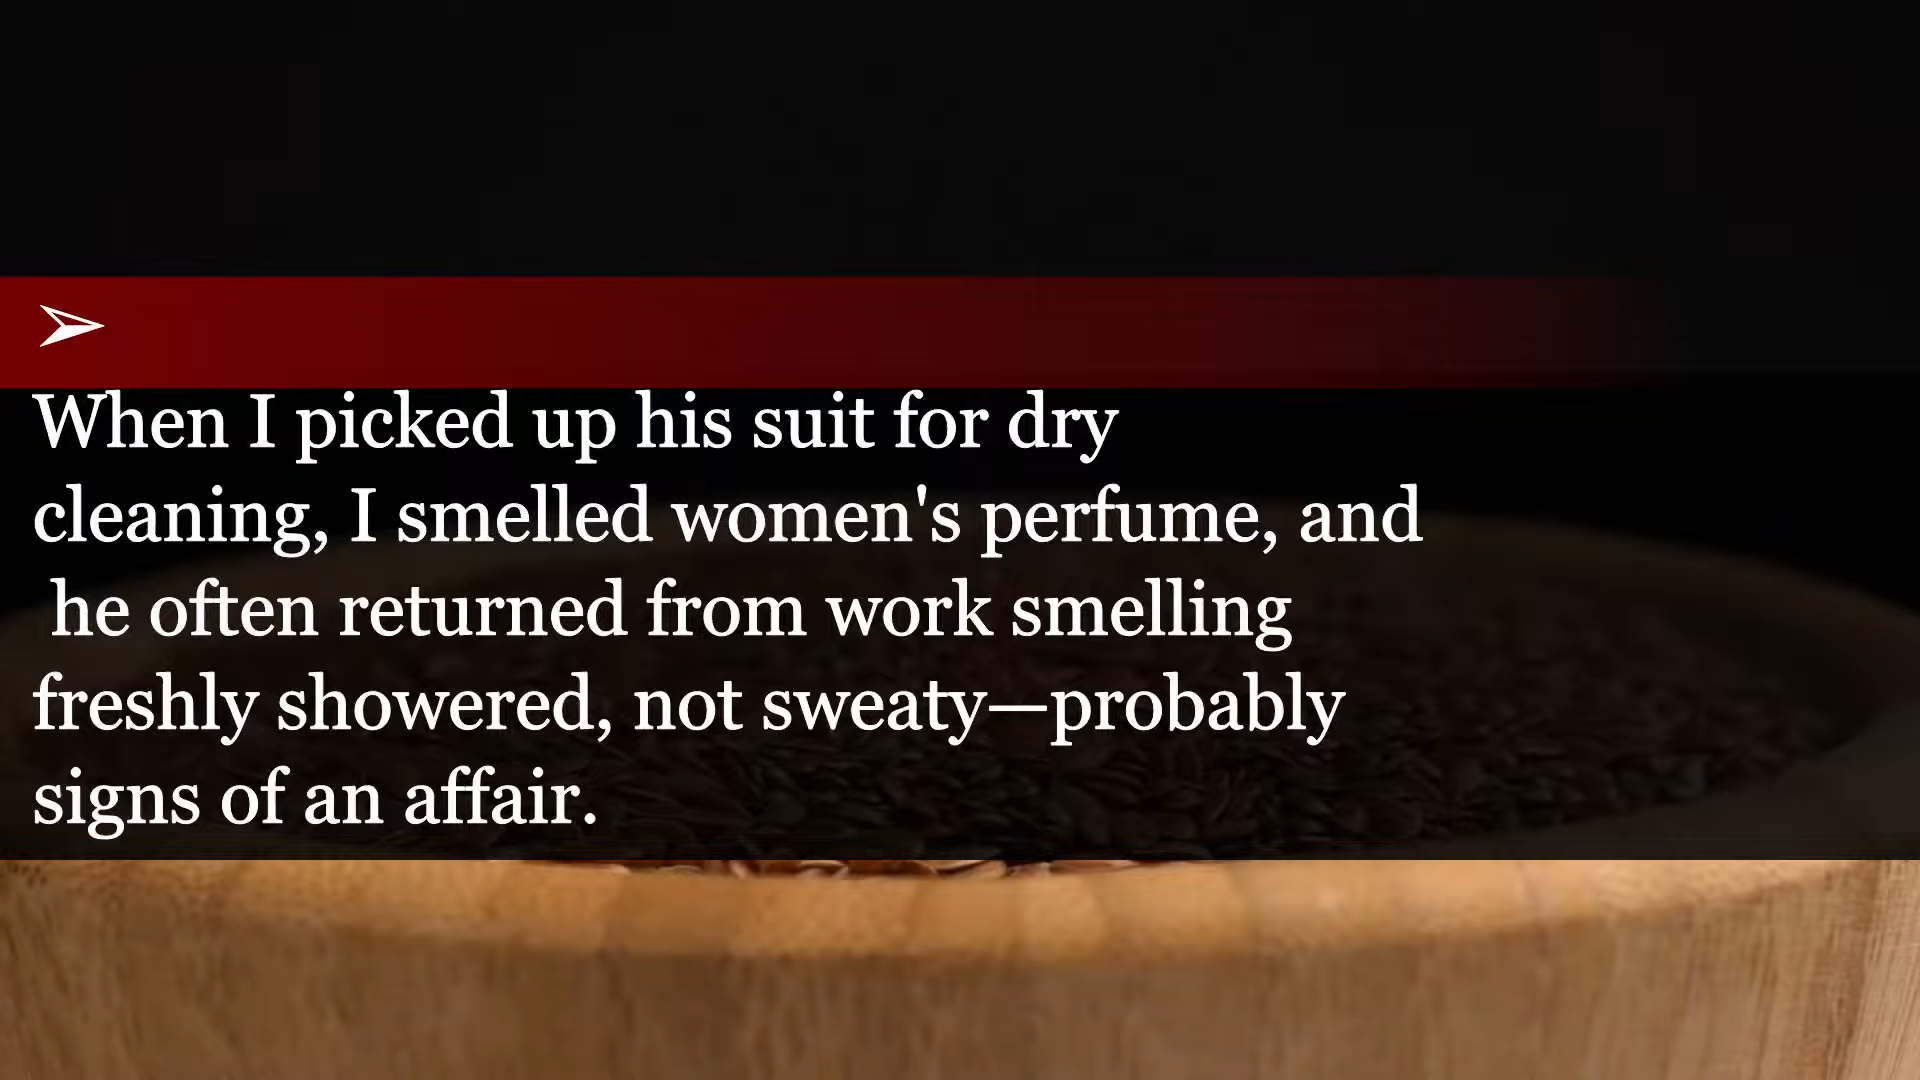 When I picked up his suit for dry
cleaning, I smelled women's perfume, and
he often returned from work smelling
freshly showered, not sweaty—probably
signs of an affair.